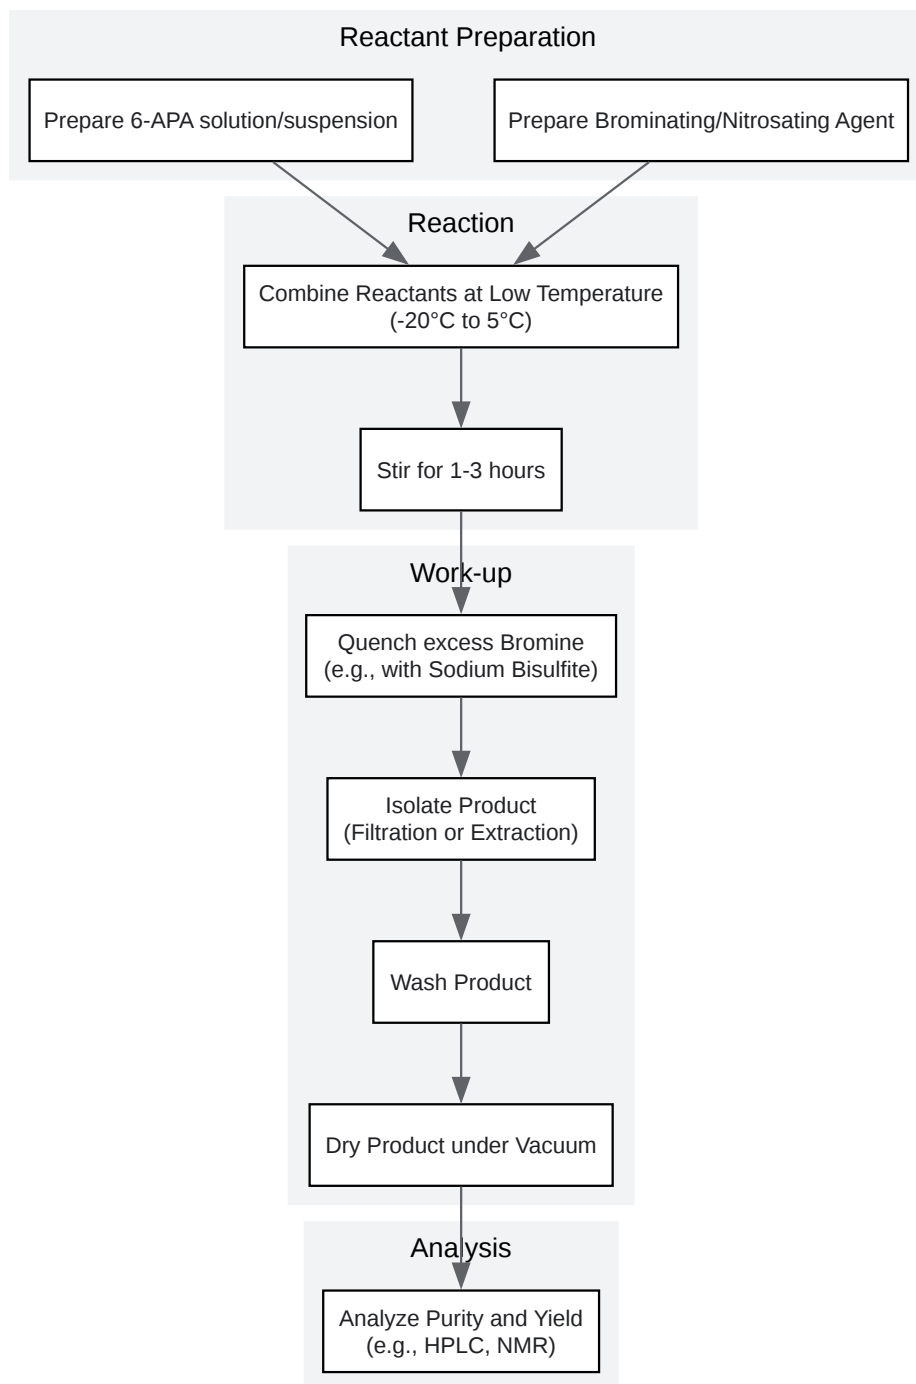 Reactant Preparation
Prepare 6-APA solution/suspension
Prepare Brominating/Nitrosating Agent
Reaction
Combine Reactants at Low Temperature
(-20°C to 5°C)
Stir for 1-3 hours
Work-up
Quench excess Bromine
(e.g., with Sodium Bisulfite)
Isolate Product
(Filtration or Extraction)
Wash Product
Dry Product under Vacuum
Analysis
Analyze Purity and Yield
(e.g., HPLC, NMR)